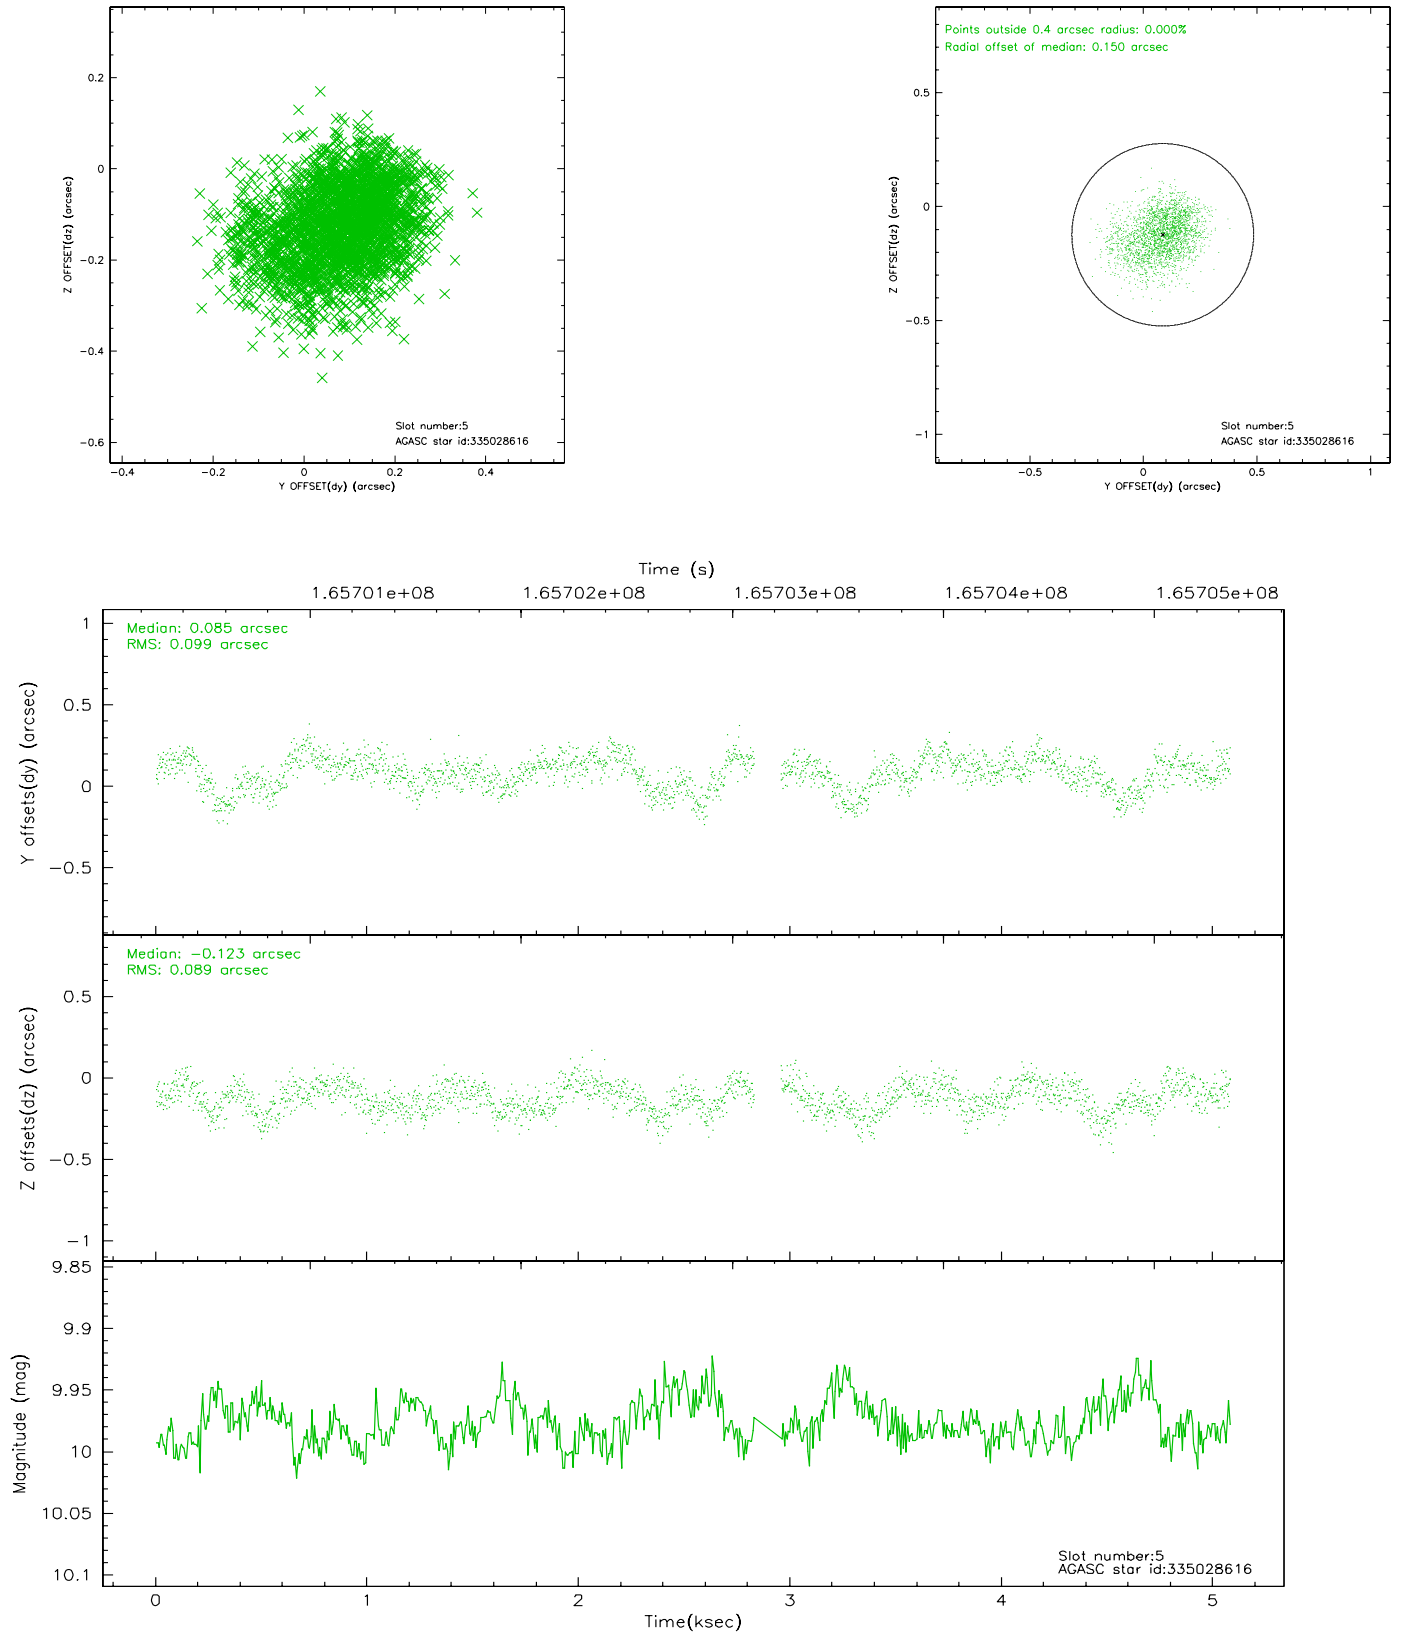 0.2
0
−0.2
−0.4
−0.6
Z OFFSET(dz) (arcsec)
Slot number:5
AGASC star id:335028616
−0.4 −0.2 0 0.2 0.4
Y OFFSET(dy) (arcsec)
Points outside 0.4 arcsec radius: 0.000%
Radial offset of median: 0.150 arcsec
0.5
0
−0.5
−1
Z OFFSET(dz) (arcsec)
Slot number:5
AGASC star id:335028616
−0.5 0 0.5 1
Y OFFSET(dy) (arcsec)
Time (s)
1.65701e+08 1.65702e+08 1.65703e+08 1.65704e+08 1.65705e+08
Median: 0.085 arcsec
RMS: 0.099 arcsec
1
0.5
0
−0.5
Y offsets(dy) (arcsec)
Median: −0.123 arcsec
RMS: 0.089 arcsec
0.5
0
−0.5
−1
Z offsets(dz) (arcsec)
9.85
9.9
9.95
10
10.05
10.1
Magnitude (mag)
Slot number:5
AGASC star id:335028616
0 1 2 3 4 5
Time(ksec)